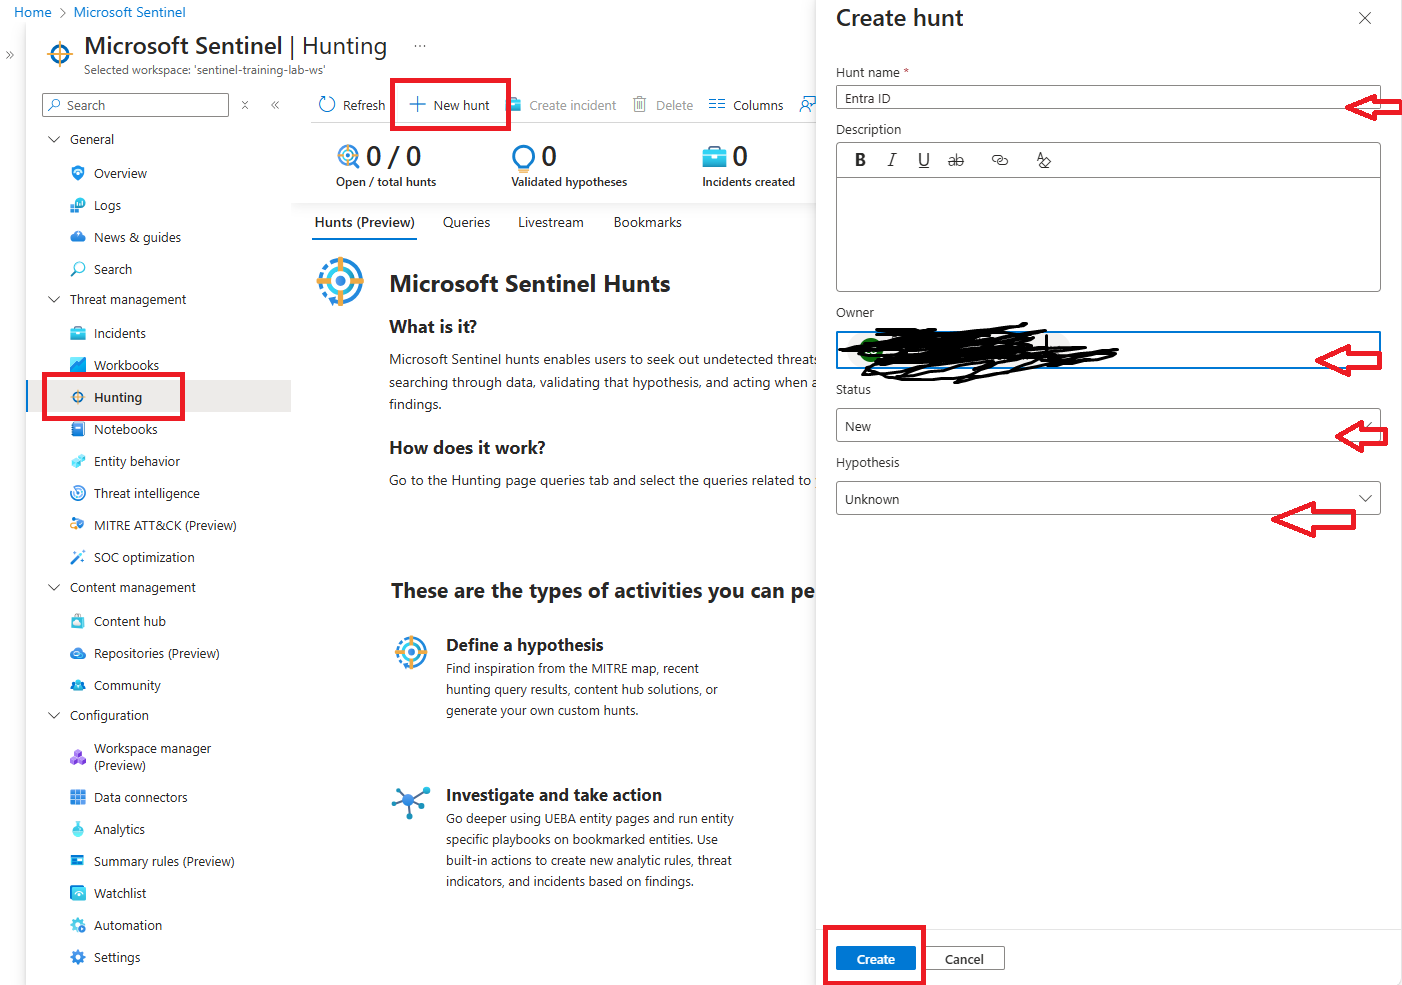 Home > Microsoft Sentinel
Microsoft Sentinel | Hunting ...
Selected workspace: 'sentinel-training-lab-ws'
Search
General
Overview
Logs
News & guides
Search
Threat management
Incidents
Workbooks
Hunting
Notebooks
Entity behavior
Threat intelligence
MITRE ATT&CK (Preview)
SOC optimization
Content management
Content hub
Repositories (Preview)
Community
Configuration
Workspace manager
(Preview)
Data connectors
Analytics
Summary rules (Preview)
Watchlist
Automation
Settings
Refresh
New hunt
Create incident
Delete
Columns
0 / 0
Open / total hunts
0
Validated hypotheses
0
Incidents created
Hunts (Preview)
Queries
Livestream
Bookmarks
Microsoft Sentinel Hunts
What is it?
Microsoft Sentinel hunts enables users to seek out undetected threats
searching through data, validating that hypothesis, and acting when a
findings.
How does it work?
Go to the Hunting page queries tab and select the queries related to
These are the types of activities you can pe
Define a hypothesis
Find inspiration from the MITRE map, recent
hunting query results, content hub solutions, or
generate your own custom hunts.
Investigate and take action
Go deeper using UEBA entity pages and run entity
specific playbooks on bookmarked entities. Use
built-in actions to create new analytic rules, threat
indicators, and incidents based on findings.
Create hunt
Hunt name *
Entra ID
Description
B I U ab
Owner
Status
New
Hypothesis
Unknown
Create
Cancel